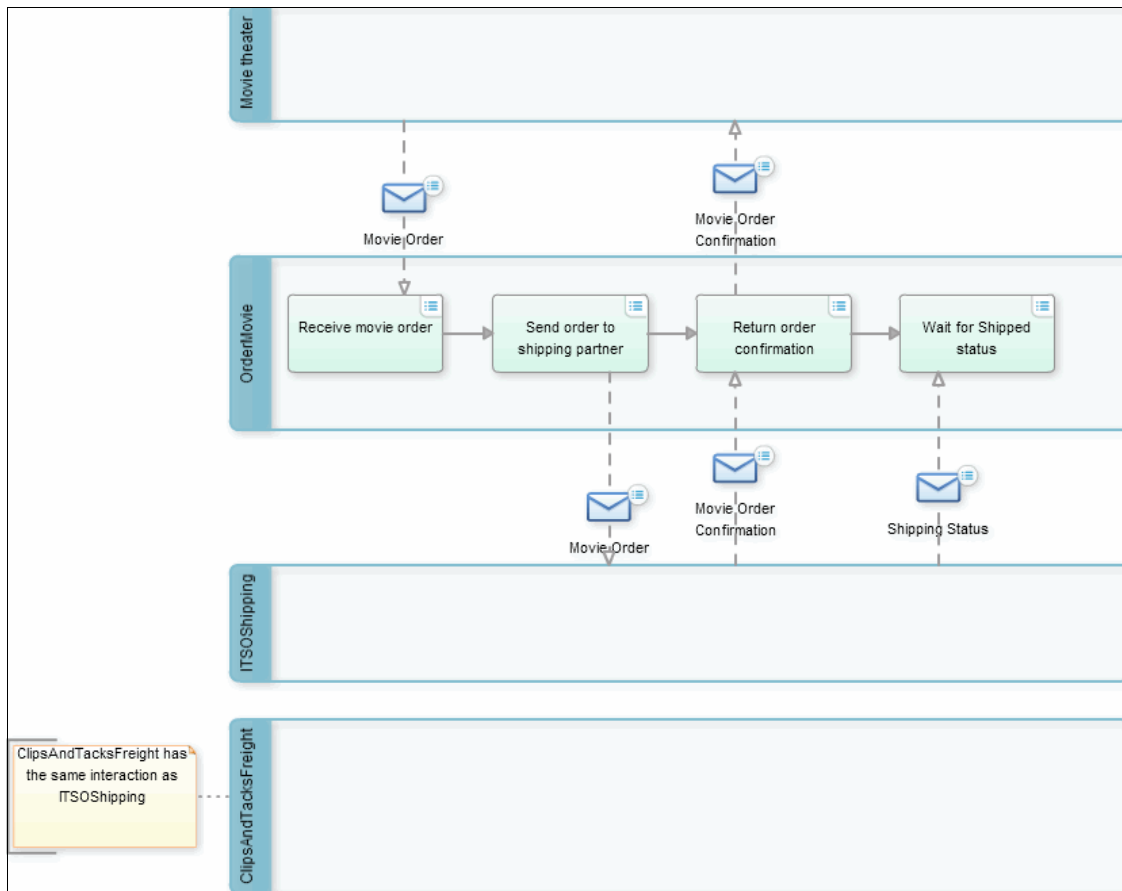 Movie theater
Movie Order
Movie Order
Confirmation
OrderMovie
Receive movie order
Send order to
shipping partner
Return order
confirmation
Wait for Shipped
status
Movie Order
Movie Order
Confirmation
Shipping Status
ITSOShipping
ClipsAndTacksFreight has
the same interaction as
ITSOShipping
ClipsAndTacksFreight